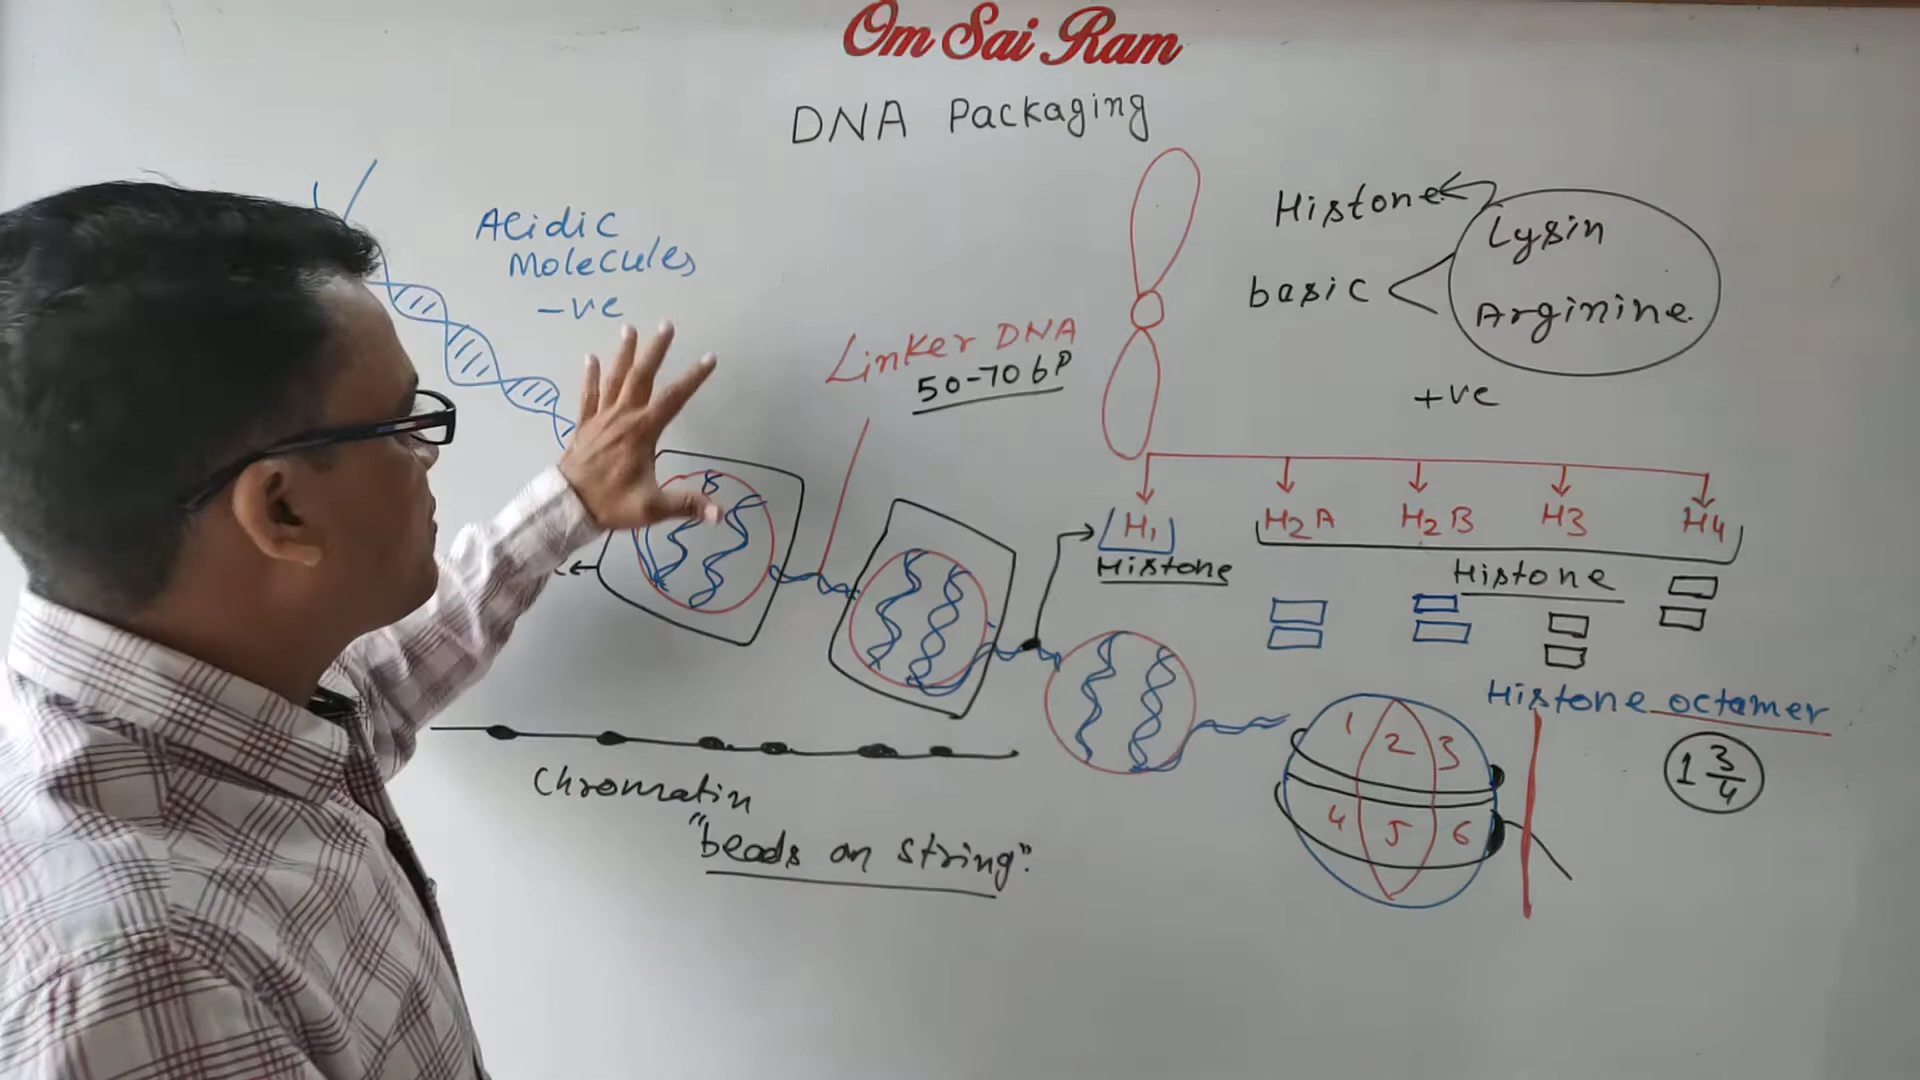 Om Sai Ram
DNA Packaging
Acidic
Molecules
-ve
Linker DNA
50-70 bp
Histone
Lysin
basic
Arginine
+ve
H1
H2A
H2B
H3
H4
Histone
Histone
Histone octamer
1 3/4
1 2 3
4 5 6
Chromatin
"beads on string".